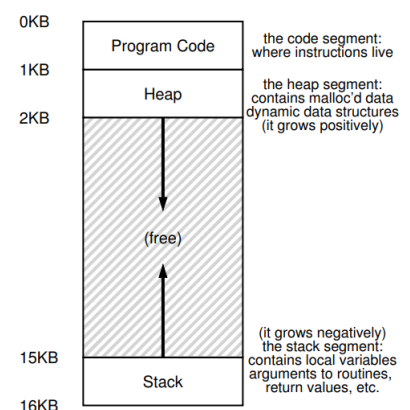 0KB
Program Code
the code segment:
where instructions live
1KB
Heap
the heap segment:
contains malloc'd data
dynamic data structures
(it grows positively)
2KB
(free)
(it grows negatively)
the stack segment:
contains local variables
arguments to routines,
return values, etc.
15KB
Stack
16KB